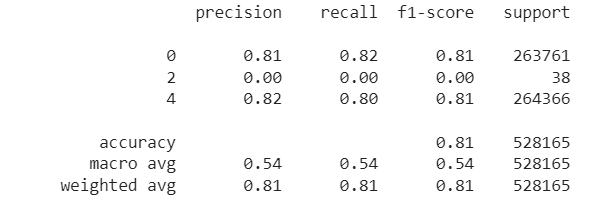 precision recall f1-score support
0 0.81 0.82 0.81 263761
2 0.00 0.00 0.00 38
4 0.82 0.80 0.81 264366
accuracy 0.81 528165
macro avg 0.54 0.54 0.54 528165
weighted avg 0.81 0.81 0.81 528165